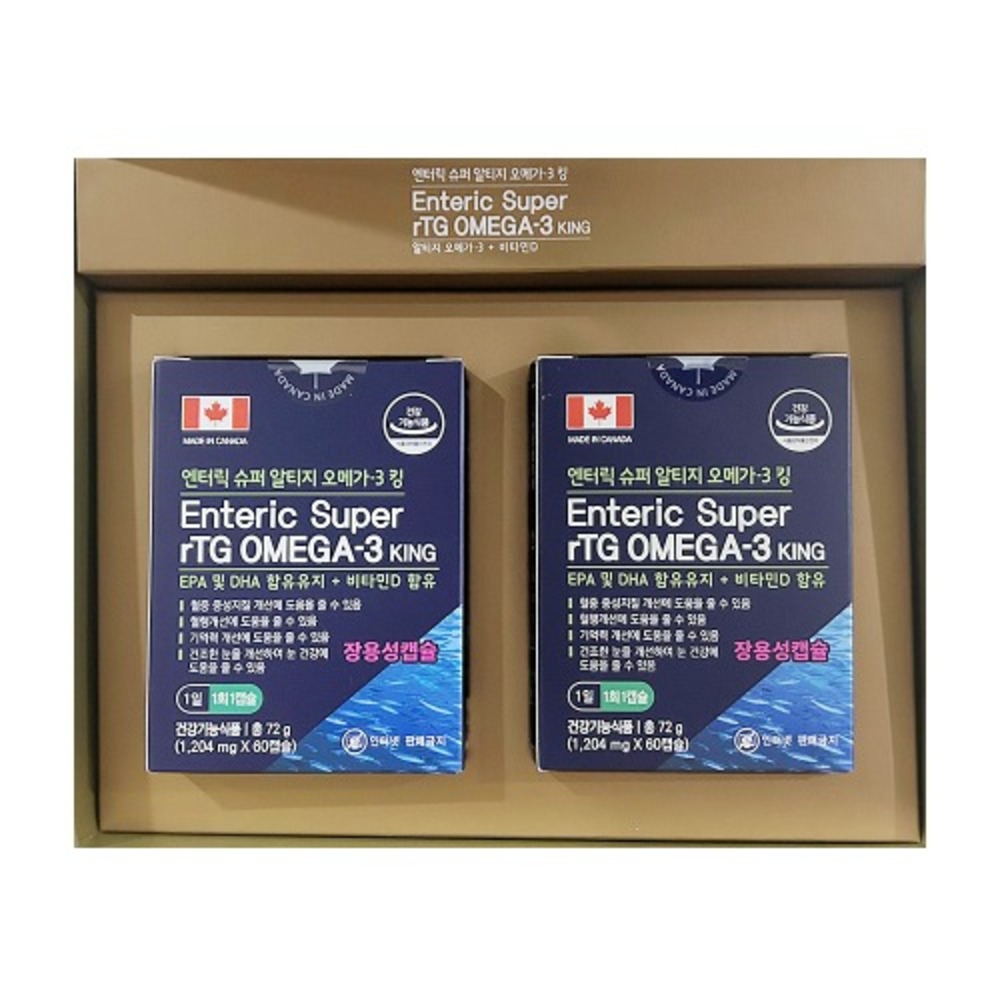 엔터릭 슈퍼 알티지 오메가-3 킹
Enteric Super
rTG OMEGA-3 KING
알티지 오메가-3 + 비타민D
MADE IN CANADA
MADE IN CANADA
건강
기능식품
엔터릭 슈퍼 알티지 오메가-3 킹
Enteric Super
rTG OMEGA-3 KING
EPA 및 DHA 함유유지 + 비타민D 함유
혈중 중성지질 개선에 도움을 줄 수 있음
혈행개선에 도움을 줄 수 있음
기억력 개선에 도움을 줄 수 있음
건조한 눈을 개선하여 눈 건강에
도움을 줄 수 있음
장용성캡슐
1일 1회1캡슐
건강기능식품 | 총 72 g
(1,204 mg X 60캡슐)
인터넷 판매금지
MADE IN CANADA
MADE IN CANADA
건강
기능식품
엔터릭 슈퍼 알티지 오메가-3 킹
Enteric Super
rTG OMEGA-3 KING
EPA 및 DHA 함유유지 + 비타민D 함유
혈중 중성지질 개선에 도움을 줄 수 있음
혈행개선에 도움을 줄 수 있음
기억력 개선에 도움을 줄 수 있음
건조한 눈을 개선하여 눈 건강에
도움을 줄 수 있음
장용성캡슐
1일 1회1캡슐
건강기능식품 | 총 72 g
(1,204 mg X 60캡슐)
인터넷 판매금지